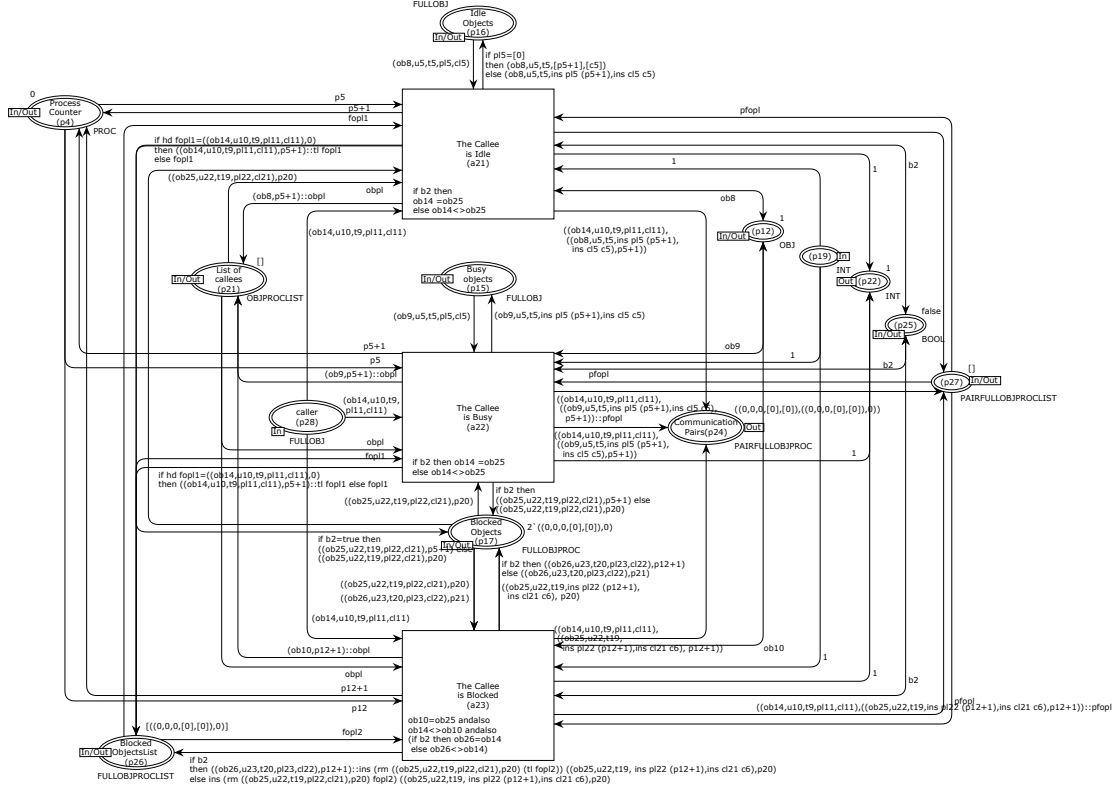 FULLOBJ
Idle
Objects
(p16)
In/Out
(ob8,u5,t5,pl5,cl5)
if pl5=[0]
then (ob8,u5,t5,[p5+1],[c5])
else (ob8,u5,t5,ins pl5 (p5+1),ins cl5 c5)
0
Process
Counter
(p4)
In/Out
PROC
p5
p5+1
fopl1
if hd fopl1=((ob14,u10,t9,pl11,cl11),0)
then ((ob14,u10,t9,pl11,cl11),p5+1)::tl fopl1
else fopl1
((ob25,u22,t19,pl22,cl21),p20)
obpl
(ob8,p5+1)::obpl
(ob14,u10,t9,pl11,cl11)
The Callee
is Idle
(a21)
if b2 then
ob14 =ob25
else ob14<>ob25
pfopl
b2
1
1
ob8
1
(p12)
In/Out
OBJ
((ob14,u10,t9,pl11,cl11),
((ob8,u5,t5,ins pl5 (p5+1),
ins cl5 c5),p5+1))
(p19)
In
INT
1
Out
(p22)
INT
false
(p25)
In/Out
BOOL
[]
List of
callees
(p21)
In/Out
OBJPROCLIST
Busy
objects
(p15)
In/Out
FULLOBJ
(ob9,u5,t5,pl5,cl5)
(ob9,u5,t5,ins pl5 (p5+1),ins cl5 c5)
p5+1
p5
(ob9,p5+1)::obpl
ob9
1
b2
pfopl
[]
(p27)
In/Out
PAIRFULLOBJPROCLIST
caller
(p28)
In
FULLOBJ
(ob14,u10,t9,
pl11,cl11)
The Callee
is Busy
(a22)
if b2 then ob14 =ob25
else ob14<>ob25
((ob14,u10,t9,pl11,cl11),
((ob9,u5,t5,ins pl5 (p5+1),ins cl5 c5),
p5+1))::pfopl
((0,0,0,[0],[0]),((0,0,0,[0],[0]),0))
Communication
Pairs(p24)
Out
PAIRFULLOBJPROC
((ob14,u10,t9,pl11,cl11),
((ob9,u5,t5,ins pl5 (p5+1),
ins cl5 c5),p5+1))
1
obpl
fopl1
if hd fopl1=((ob14,u10,t9,pl11,cl11),0)
then ((ob14,u10,t9,pl11,cl11),p5+1)::tl fopl1 else fopl1
((ob25,u22,t19,pl22,cl21),p20)
if b2 then
((ob25,u22,t19,pl22,cl21),p5+1) else
((ob25,u22,t19,pl22,cl21),p20)
Blocked
Objects
(p17)
In/Out
2`((0,0,0,[0],[0]),0)
FULLOBJPROC
if b2=true then
((ob25,u22,t19,pl22,cl21),p5+1) else
((ob25,u22,t19,pl22,cl21),p20)
if b2 then ((ob26,u23,t20,pl23,cl22),p12+1)
else ((ob26,u23,t20,pl23,cl22),p21)
((ob25,u22,t19,pl22,cl21),p20)
((ob26,u23,t20,pl23,cl22),p21)
((ob25,u22,t19,ins pl22 (p12+1),
ins cl21 c6), p20)
(ob14,u10,t9,pl11,cl11)
((ob14,u10,t9,pl11,cl11),
((ob25,u22,t19,
ins pl22 (p12+1),ins cl21 c6), p12+1))
ob10
(ob10,p12+1)::obpl
obpl
1
1
b2
p12+1
p12
The Callee
is Blocked
(a23)
ob10=ob25 andalso
ob14<>ob10 andalso
(if b2 then ob26=ob14
else ob26<>ob14)
pfopl
((ob14,u10,t9,pl11,cl11),((ob25,u22,t19,ins pl22 (p12+1),ins cl21 c6),p12+1))::pfopl
[((0,0,0,[0],[0]),0)]
fopl2
Blocked
ObjectsList
(p26)
In/Out
FULLOBJPROCLIST
if b2
then ((ob26,u23,t20,pl23,cl22),p12+1)::ins (rm ((ob25,u22,t19,pl22,cl21),p20) (tl fopl2)) ((ob25,u22,t19, ins pl22 (p12+1),ins cl21 c6),p20)
else ins (rm ((ob25,u22,t19,pl22,cl21),p20) fopl2) ((ob25,u22,t19, ins pl22 (p12+1),ins cl21 c6),p20)